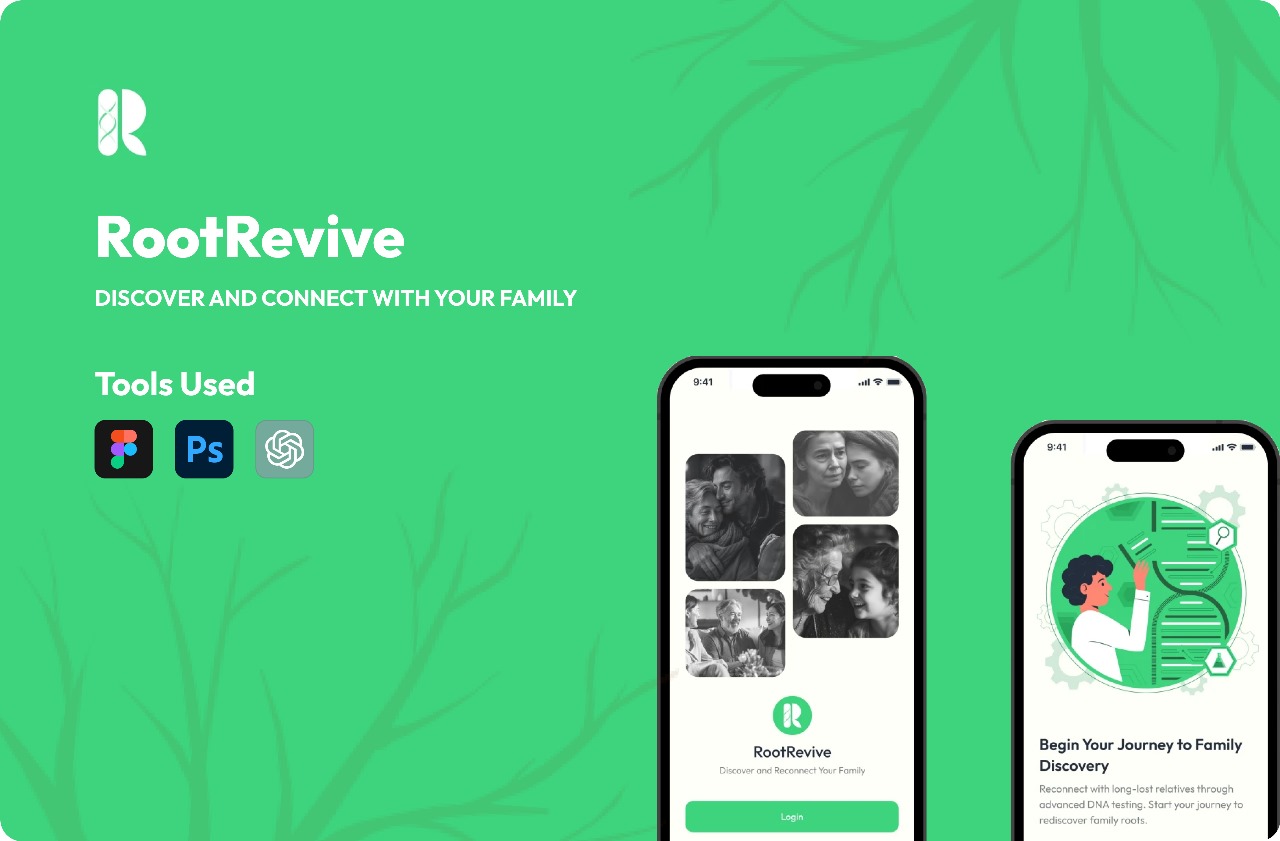 RootRevive
DISCOVER AND CONNECT WITH YOUR FAMILY
Tools Used
Ps
9:41
RootRevive
Discover and Reconnect Your Family
Login
9:41
Begin Your Journey to Family
Discovery
Reconnect with long-lost relatives through
advanced DNA testing. Start your journey to
rediscover family roots.